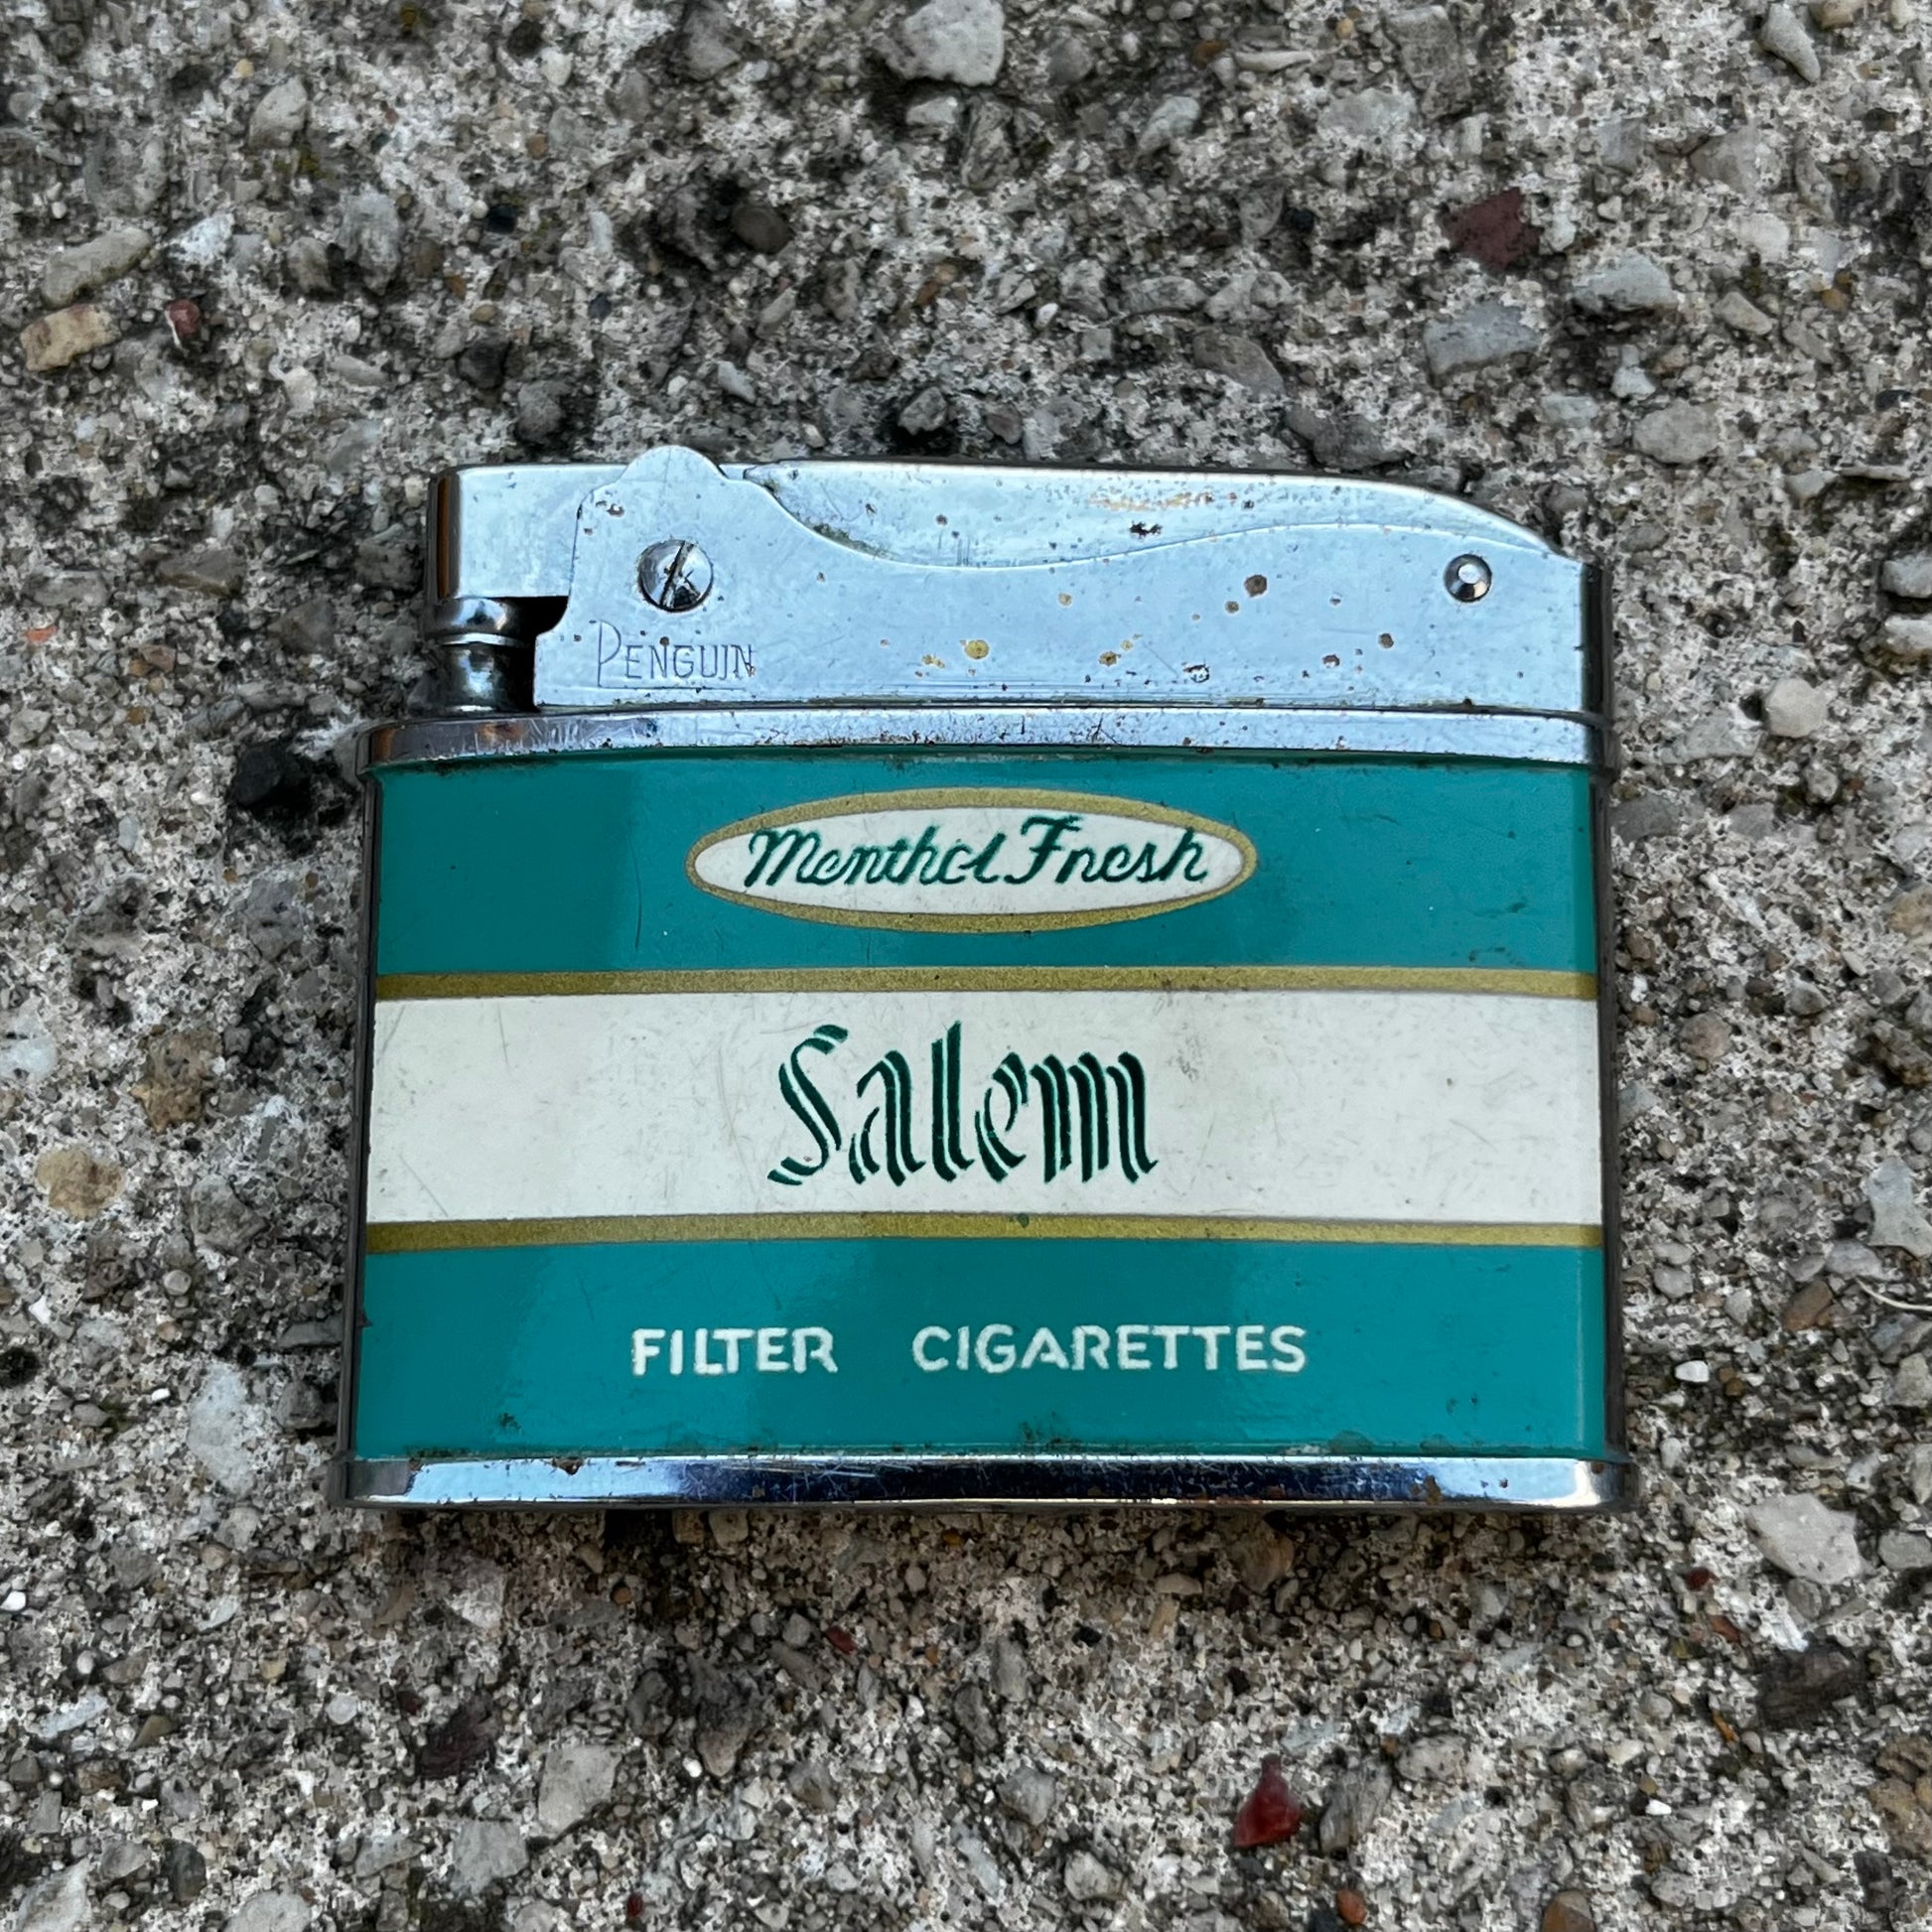 PENGUIN
Menthol Fresh
Salem
FILTER CIGARETTES